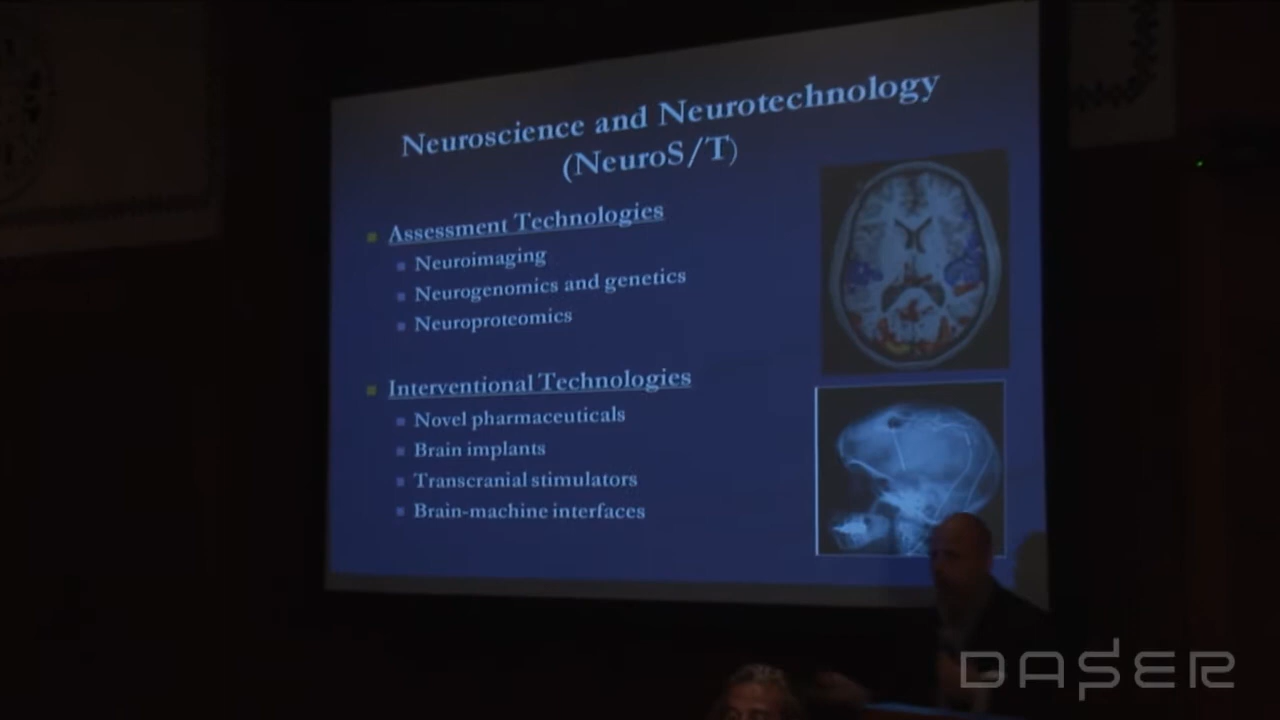 Neuroscience and Neurotechnology
(NeuroS/T)
Assessment Technologies
Neuroimaging
Neurogenomics and genetics
Neuroproteomics
Interventional Technologies
Novel pharmaceuticals
Brain implants
Transcranial stimulators
Brain-machine interfaces
DASER